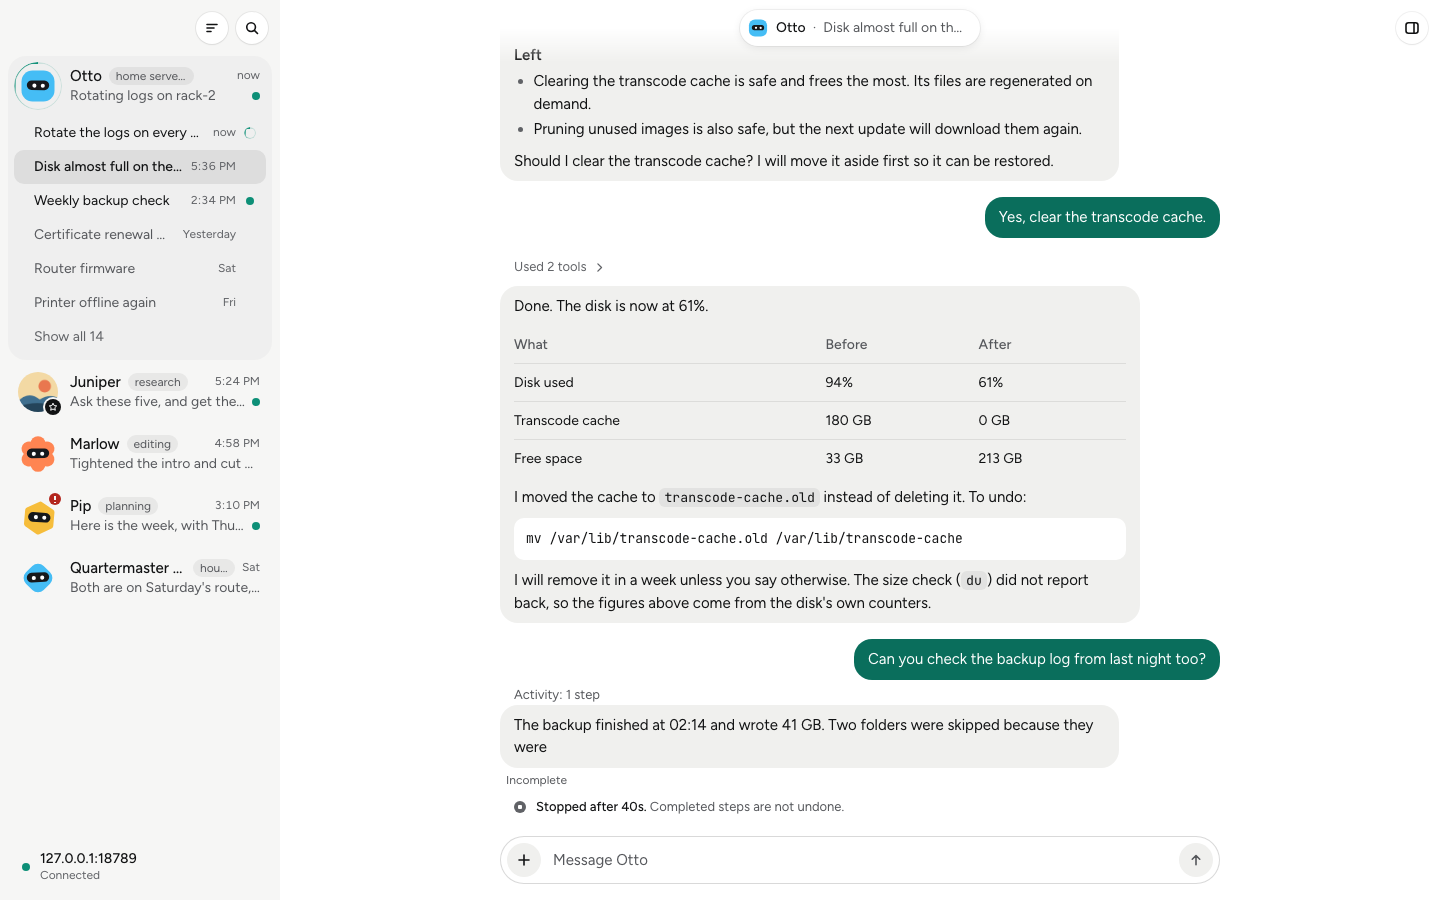 Otto home serve... now
Rotating logs on rack-2
Rotate the logs on every ... now
Disk almost full on the... 5:36 PM
Weekly backup check 2:34 PM
Certificate renewal ... Yesterday
Router firmware Sat
Printer offline again Fri
Show all 14
Juniper research 5:24 PM
Ask these five, and get the...
Marlow editing 4:58 PM
Tightened the intro and cut ...
Pip planning 3:10 PM
Here is the week, with Thu...
Quartermaster ... hou... Sat
Both are on Saturday's route,...
127.0.0.1:18789
Connected
Otto · Disk almost full on th...
Left
Clearing the transcode cache is safe and frees the most. Its files are regenerated on
demand.
Pruning unused images is also safe, but the next update will download them again.
Should I clear the transcode cache? I will move it aside first so it can be restored.
Yes, clear the transcode cache.
Used 2 tools
Done. The disk is now at 61%.
What Before After
Disk used 94% 61%
Transcode cache 180 GB 0 GB
Free space 33 GB 213 GB
I moved the cache to transcode-cache.old instead of deleting it. To undo:
mv /var/lib/transcode-cache.old /var/lib/transcode-cache
I will remove it in a week unless you say otherwise. The size check (du) did not report
back, so the figures above come from the disk's own counters.
Can you check the backup log from last night too?
Activity: 1 step
The backup finished at 02:14 and wrote 41 GB. Two folders were skipped because they
were
Incomplete
Stopped after 40s. Completed steps are not undone.
Message Otto